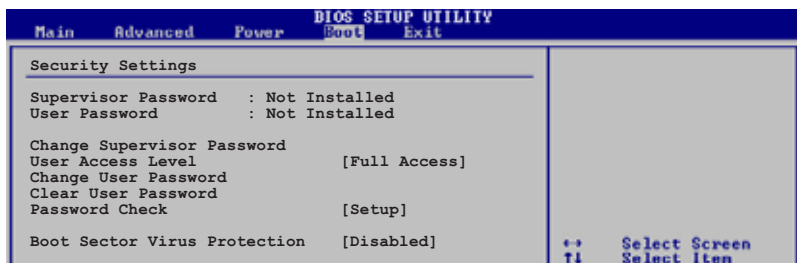 BIOS SETUP UTILITY
Main Advanced Power Boot Exit
Security Settings
Supervisor Password : Not Installed
User Password : Not Installed
Change Supervisor Password
User Access Level [Full Access]
Change User Password
Clear User Password
Password Check [Setup]
Boot Sector Virus Protection [Disabled]
↔ Select Screen
↑↓ Select Item